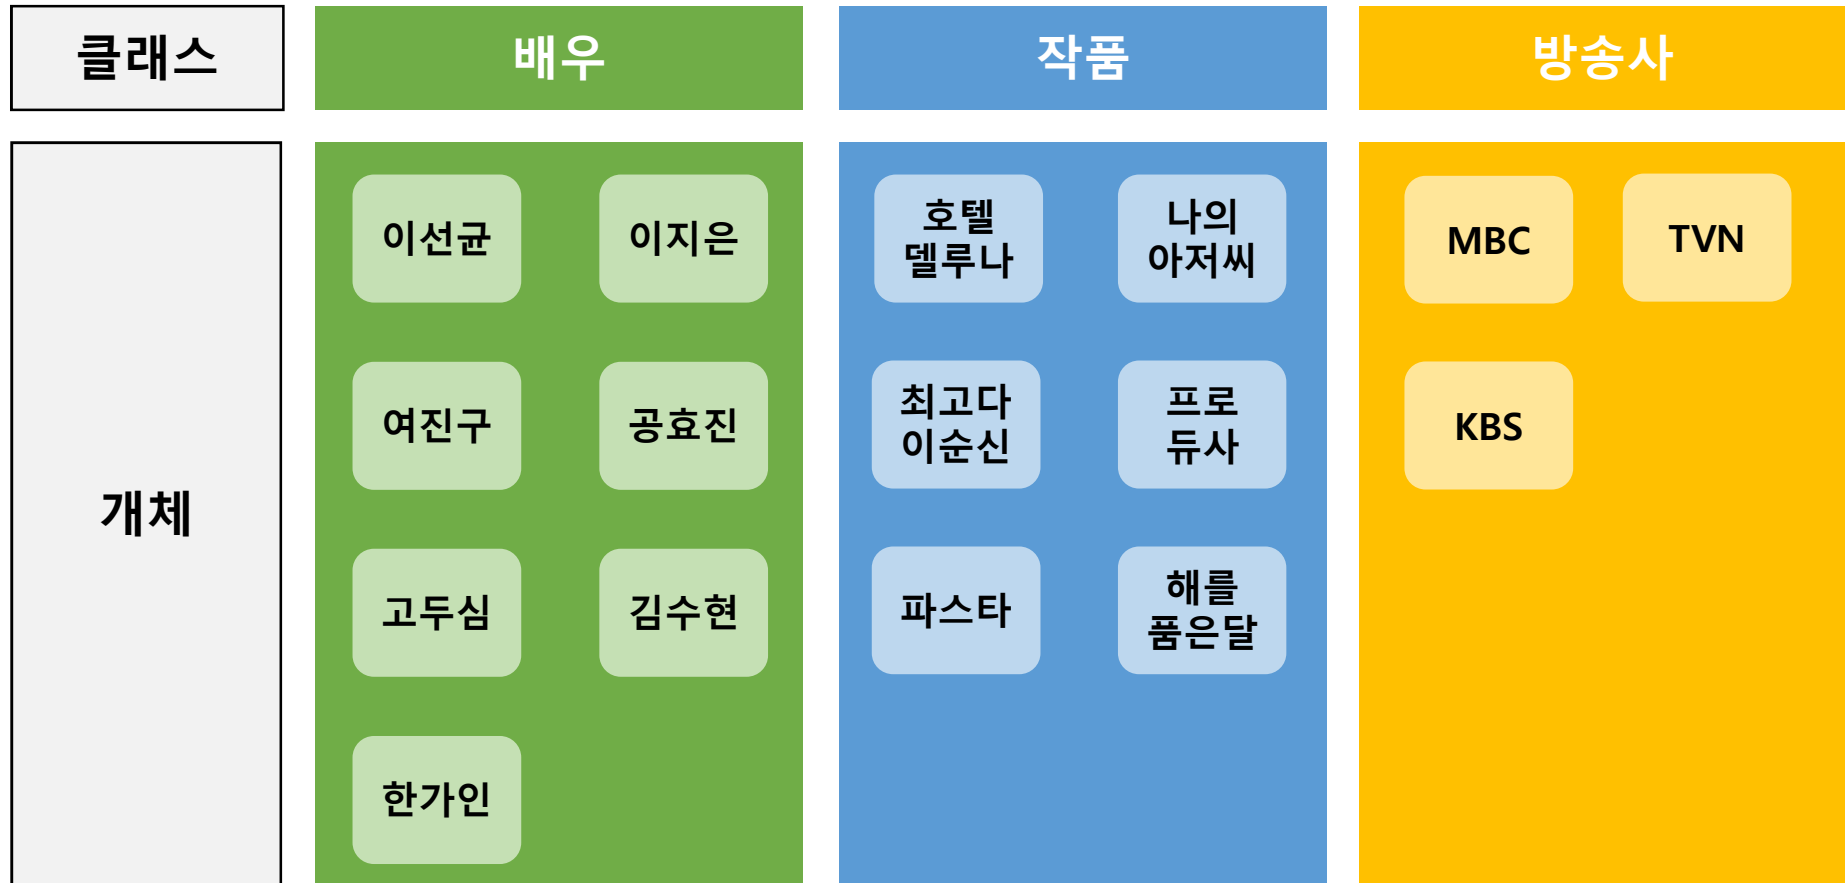 클래스
배우
작품
방송사
개체
이선균
이지은
여진구
공효진
고두심
김수현
한가인
호텔
델루나
나의
아저씨
최고다
이순신
프로
듀사
파스타
해를
품은달
MBC
TVN
KBS